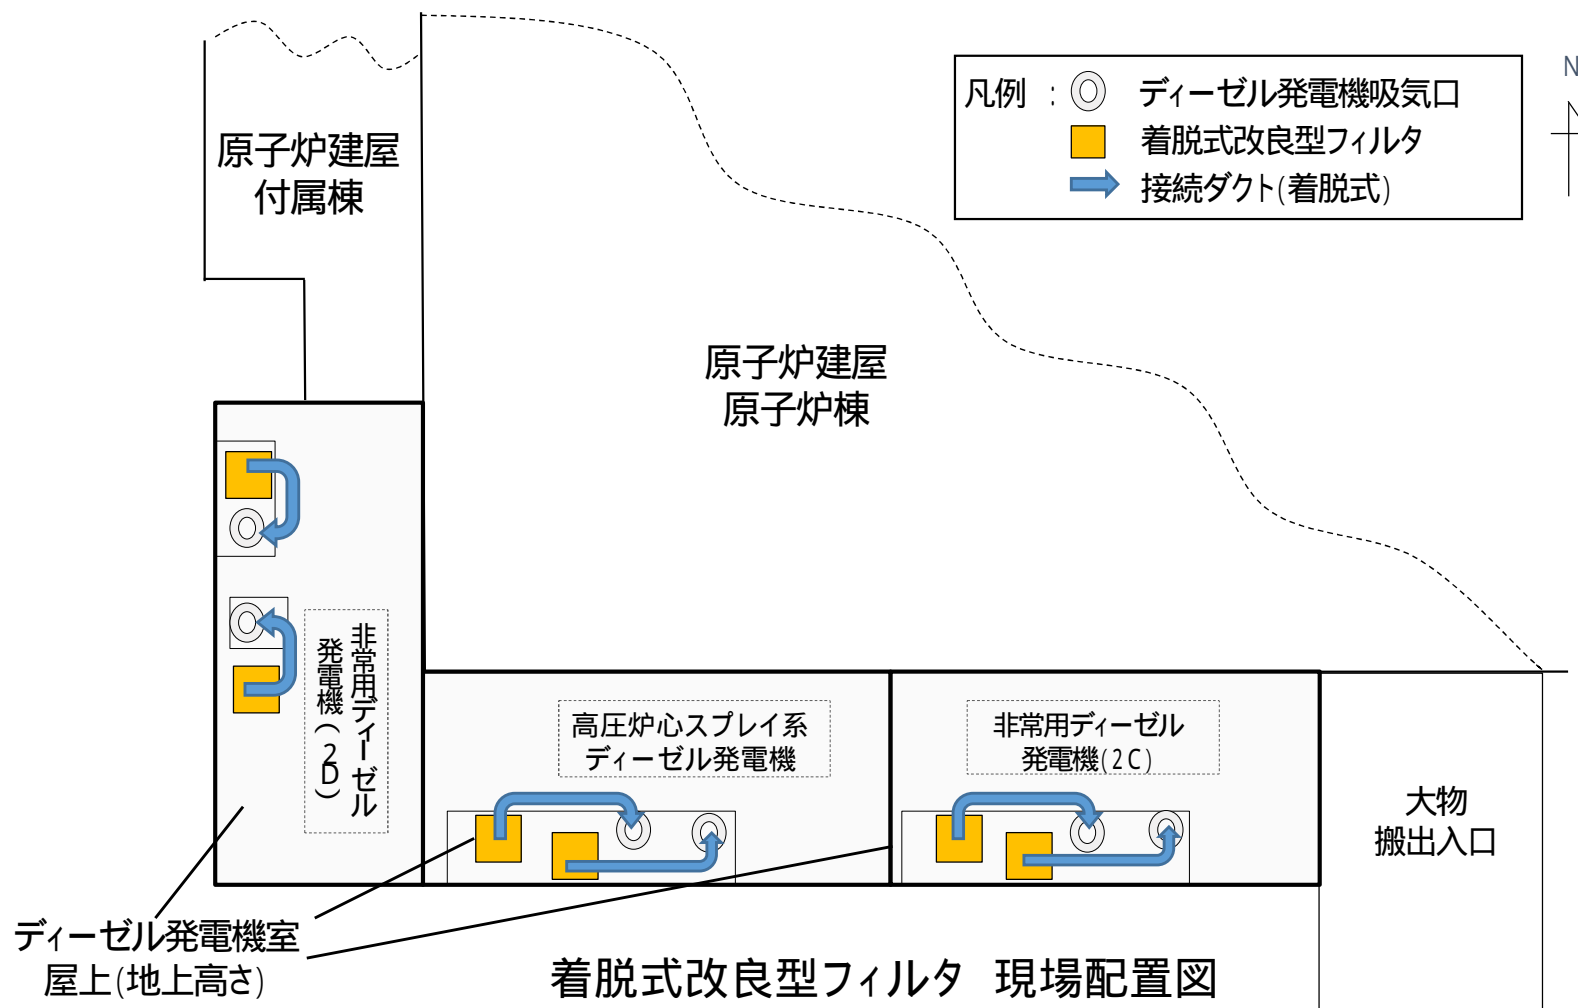 凡例 : ディーゼル発電機吸気口
着脱式改良型フィルタ
接続ダクト(着脱式)
N
原子炉建屋
付属棟
原子炉建屋
原子炉棟
非常用ディーゼル
発電機(2D)
高圧炉心スプレイ系
ディーゼル発電機
非常用ディーゼル
発電機(2C)
大物
搬出入口
ディーゼル発電機室
屋上(地上高さ)
着脱式改良型フィルタ 現場配置図